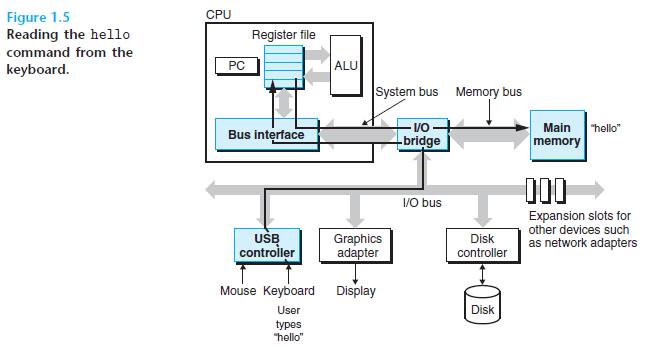 Figure 1.5
Reading the hello
command from the
keyboard.
CPU
Register file
PC
ALU
System bus
Memory bus
Bus interface
I/O
bridge
Main
memory
"hello"
I/O bus
Expansion slots for
other devices such
as network adapters
USB
controller
Graphics
adapter
Disk
controller
Mouse
Keyboard
Display
User
types
"hello"
Disk